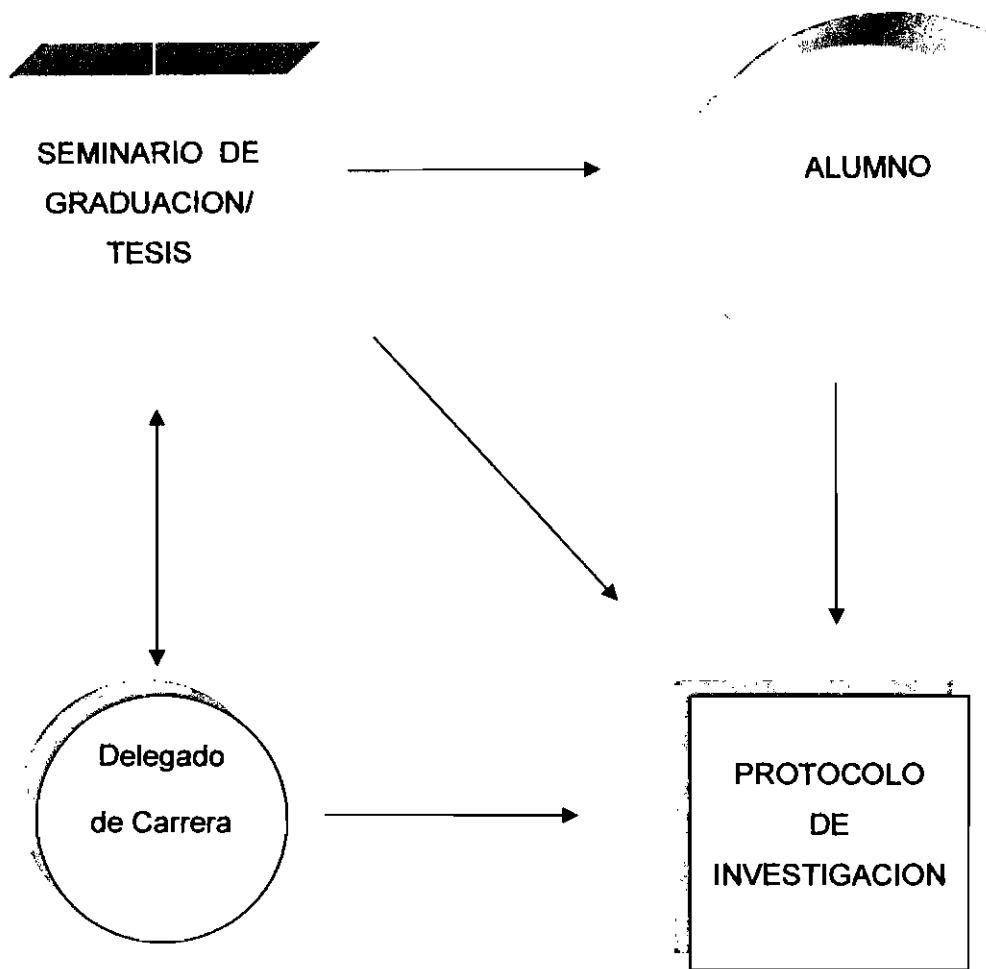 SEMINARIO DE
GRADUACION/
TESIS
ALUMNO
Delegado
de Carrera
PROTOCOLO
DE
INVESTIGACION